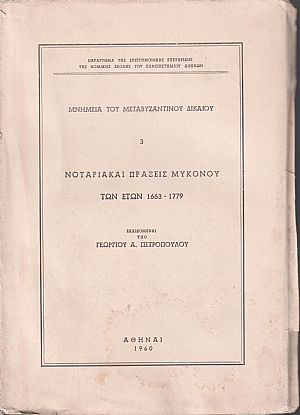 ΠΑΡΑΡΤΗΜΑ ΤΗΣ ΕΠΙΣΤΗΜΟΝΙΚΗΣ ΕΠΕΤΗΡΙΔΟΣ
ΤΗΣ ΝΟΜΙΚΗΣ ΣΧΟΛΗΣ ΤΟΥ ΠΑΝΕΠΙΣΤΗΜΙΟΥ ΑΘΗΝΩΝ
ΜΝΗΜΕΙΑ ΤΟΥ ΜΕΤΑΒΥΖΑΝΤΙΝΟΥ ΔΙΚΑΙΟΥ
3
ΝΟΤΑΡΙΑΚΑΙ ΠΡΑΞΕΙΣ ΜΥΚΟΝΟΥ
ΤΩΝ ΕΤΩΝ 1663 - 1779
ΕΚΔΙΔΟΜΕΝΑΙ
ΥΠΟ
ΓΕΩΡΓΙΟΥ Α. ΠΕΤΡΟΠΟΥΛΟΥ
ΑΘΗΝΑΙ
1960